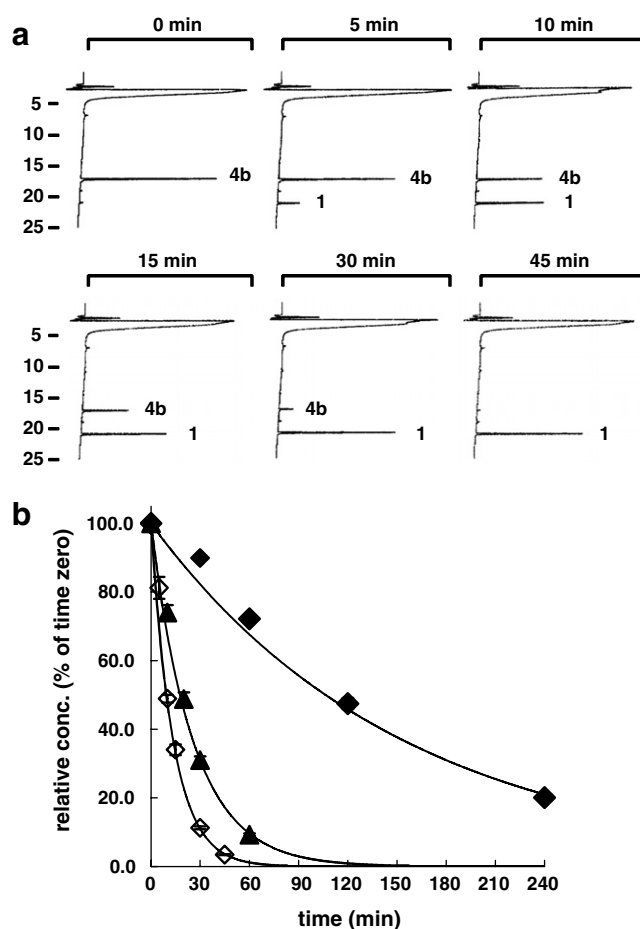 a
0 min 5 min 10 min
5
10
15
20
25
4b
4b
1
4b
1
15 min 30 min 45 min
5
10
15
20
25
4b
1
4b
1
1
b
relative conc. (% of time zero)
100.0
80.0
60.0
40.0
20.0
0.0
0 30 60 90 120 150 180 210 240
time (min)